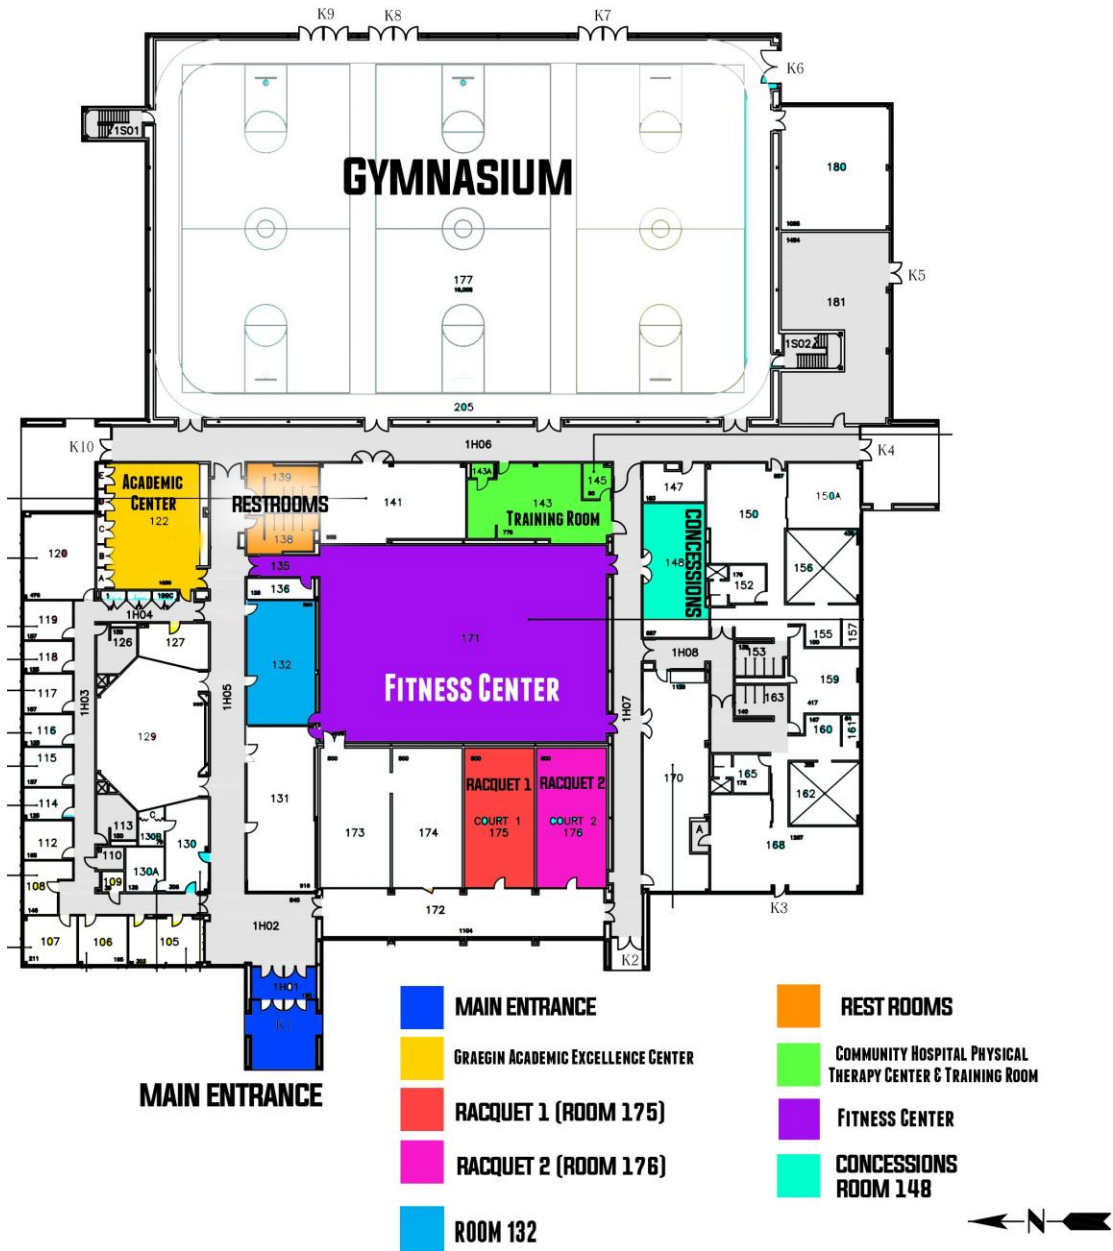 K9
K8
K7
K6
1S01
GYMNASIUM
180
1484
K5
177
181
1S02
205
K10
1H06
K4
E
D
C
B
A
ACADEMIC
CENTER
122
139
RESTROOMS
138
141
143A
143
TRAINING ROOM
145
147
CONCESSIONS
148
150
150A
156
152
120
135
136
1H04
119
118
117
116
115
114
112
108
107
106
105
126
127
1H03
129
1H05
132
171
FITNESS CENTER
1H07
1H08
153
163
155
157
159
417
160
161
165
162
168
170
A
113
110
109
C
130B
130
130A
131
173
174
RACQUET 1
COURT 1
175
RACQUET 2
COURT 2
176
172
1104
1H02
K2
K3
1H01
K1
MAIN ENTRANCE
MAIN ENTRANCE
GRAEGIN ACADEMIC EXCELLENCE CENTER
RACQUET 1 (ROOM 175)
RACQUET 2 (ROOM 176)
ROOM 132
REST ROOMS
COMMUNITY HOSPITAL PHYSICAL
THERAPY CENTER & TRAINING ROOM
FITNESS CENTER
CONCESSIONS
ROOM 148
N